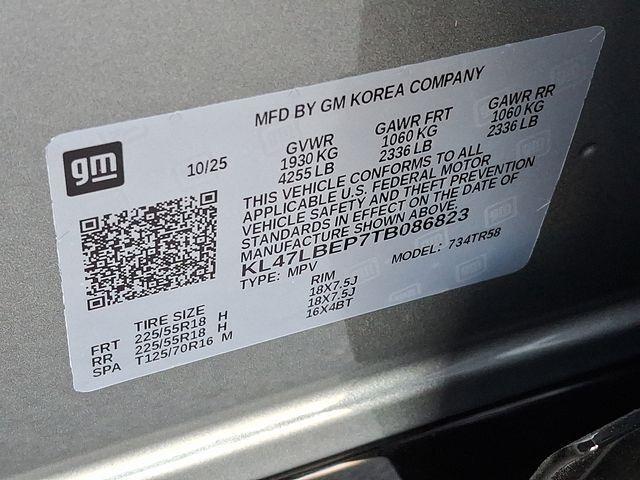 MFD BY GM KOREA COMPANY
gm
10/25
GVWR GAWR FRT GAWR RR
1930 KG 1060 KG 1060 KG
4255 LB 2336 LB 2336 LB
THIS VEHICLE CONFORMS TO ALL
APPLICABLE U.S. FEDERAL MOTOR
VEHICLE SAFETY AND THEFT PREVENTION
STANDARDS IN EFFECT ON THE DATE OF
MANUFACTURE SHOWN ABOVE.
KL47LBEP7TB086823
TYPE: MPV MODEL: 734TR58
TIRE SIZE RIM
FRT 225/55R18 H 18X7.5J
RR 225/55R18 H 18X7.5J
SPA T125/70R16 M 16X4BT